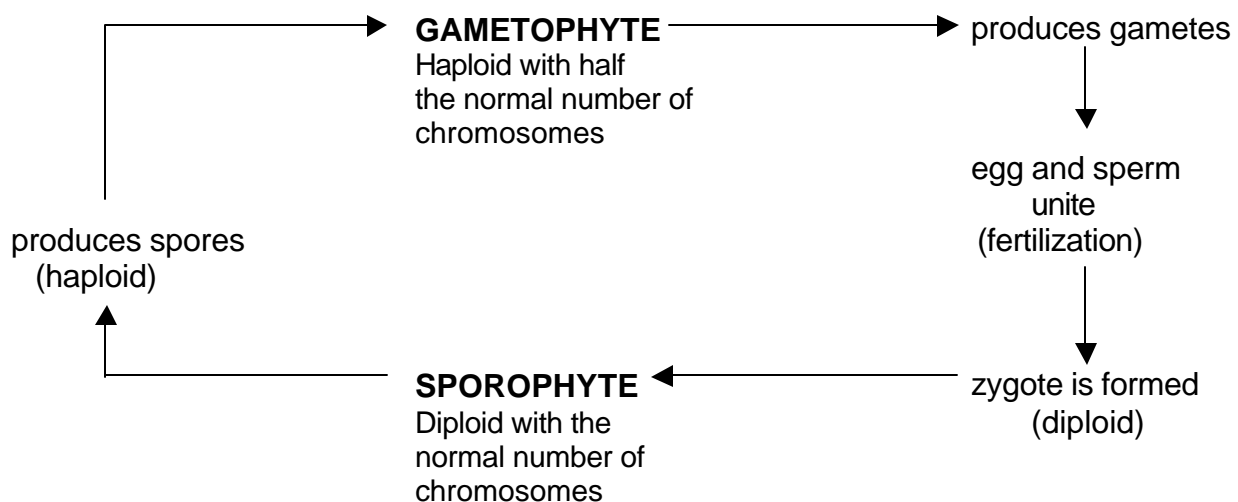 GAMETOPHYTE
Haploid with half
the normal number of
chromosomes
produces gametes
egg and sperm
unite
(fertilization)
zygote is formed
(diploid)
SPOROPHYTE
Diploid with the
normal number of
chromosomes
produces spores
(haploid)